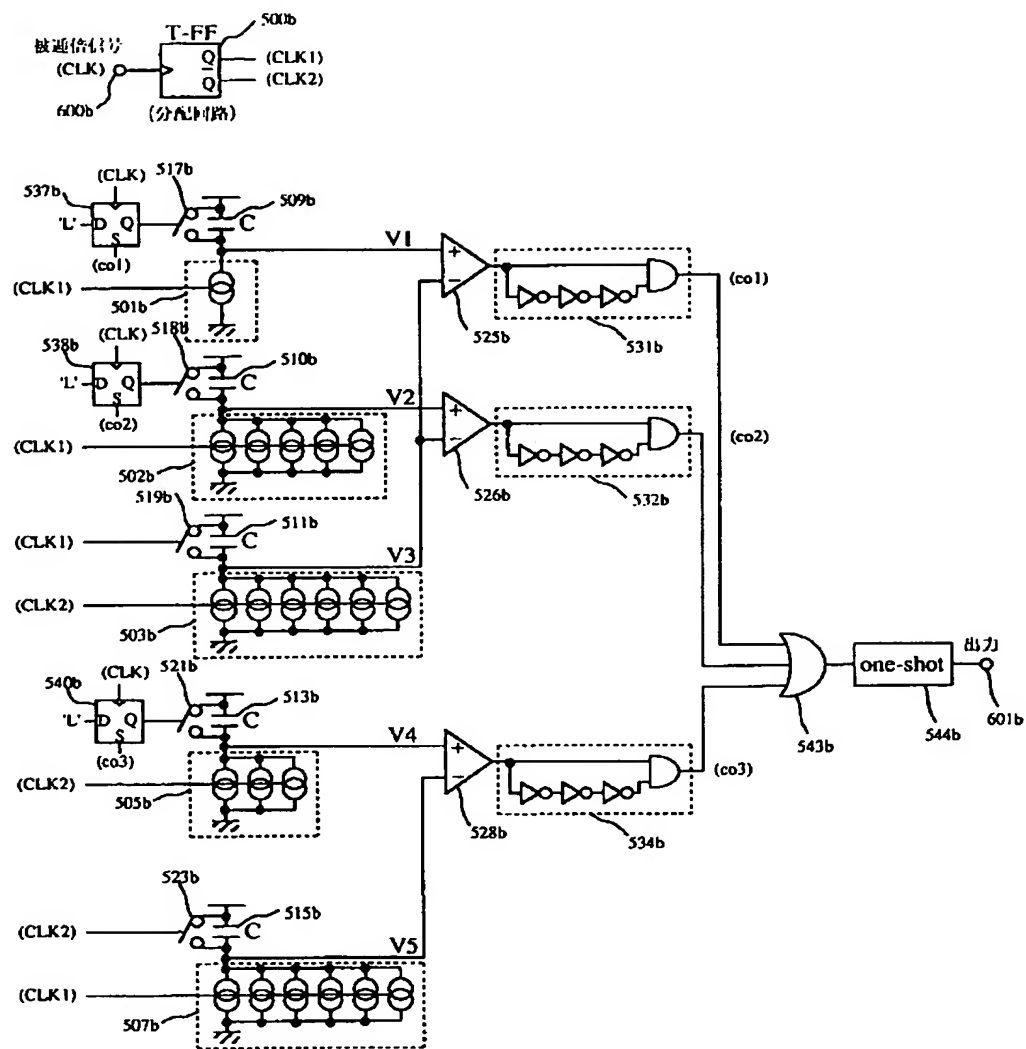 500b
T-FF
被逓倍信号
(CLK)
Q
(CLK1)
Q
(CLK2)
600b
(分配回路)
(CLK)
517b
537b
509b
'L'
D
Q
C
S
V1
(co1)
(CLK1)
+
−
(co1)
501b
525b
531b
(CLK)
518b
538b
510b
'L'
D
Q
C
S
V2
(co2)
(CLK1)
+
−
(co2)
502b
526b
532b
519b
511b
(CLK1)
C
V3
(CLK2)
503b
(CLK)
521b
540b
513b
'L'
D
Q
C
S
V4
(co3)
(CLK2)
+
−
(co3)
505b
528b
534b
one-shot
出力
543b
544b
601b
523b
515b
(CLK2)
C
V5
(CLK1)
507b